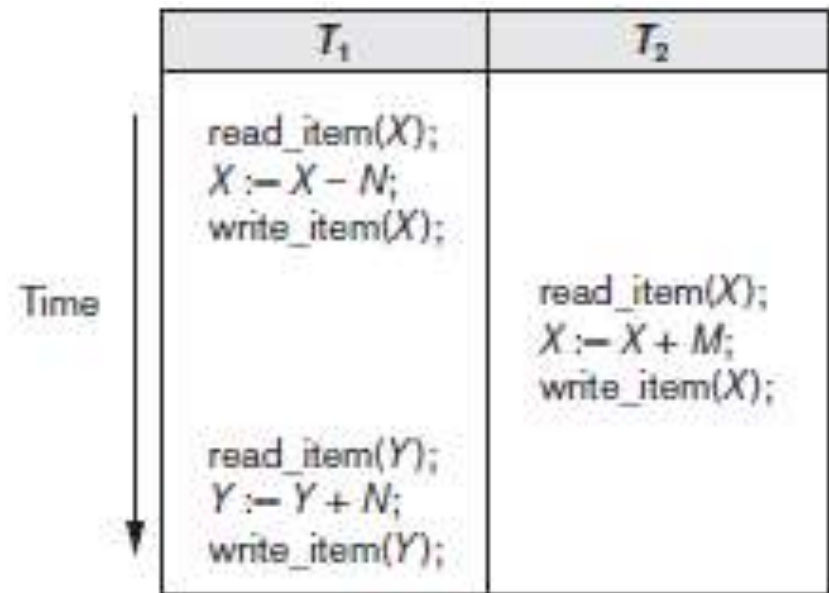 T₁ T₂
read_item(X);
X := X – N;
write_item(X);
Time
read_item(X);
X := X + M;
write_item(X);
read_item(Y);
Y := Y + N;
write_item(Y);